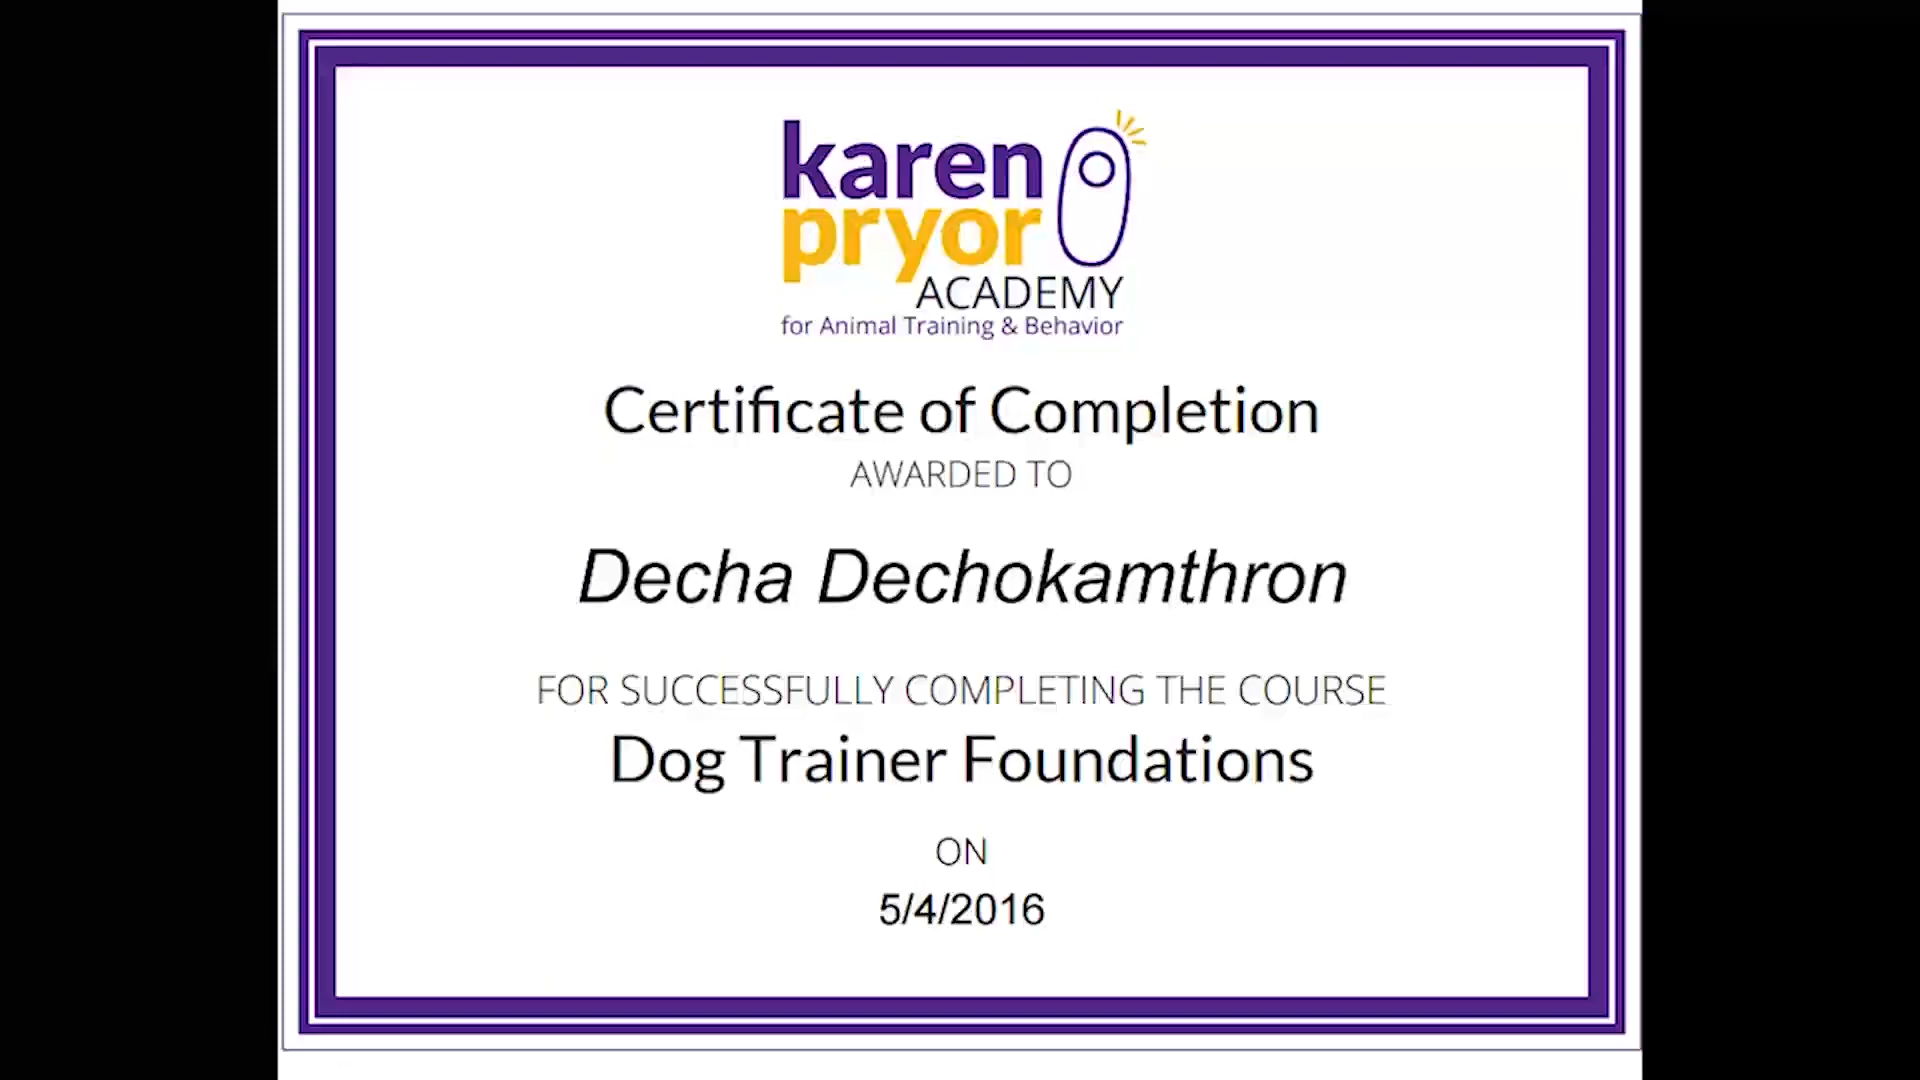 karen
pryor
ACADEMY
for Animal Training & Behavior
Certificate of Completion
AWARDED TO
Decha Dechokamthron
FOR SUCCESSFULLY COMPLETING THE COURSE
Dog Trainer Foundations
ON
5/4/2016